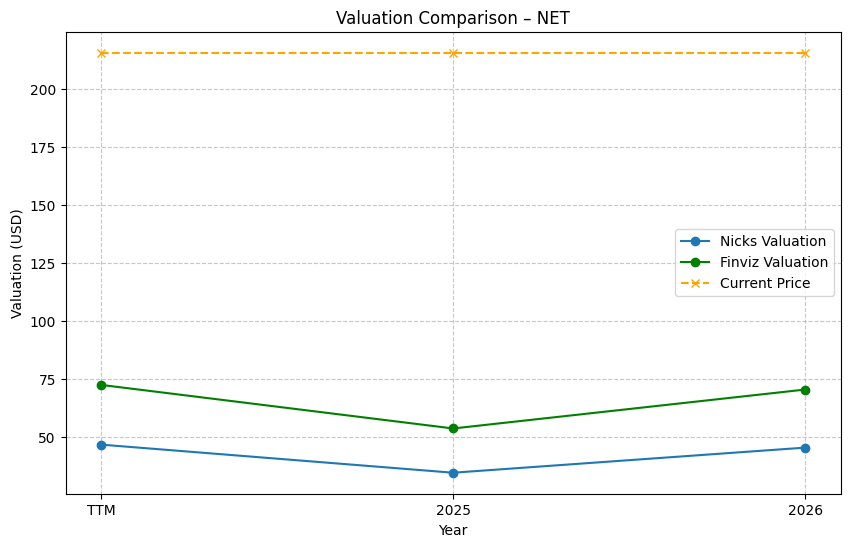 Valuation Comparison – NET
Valuation (USD)
200
175
150
125
100
75
50
Nicks Valuation
Finviz Valuation
Current Price
TTM
2025
2026
Year